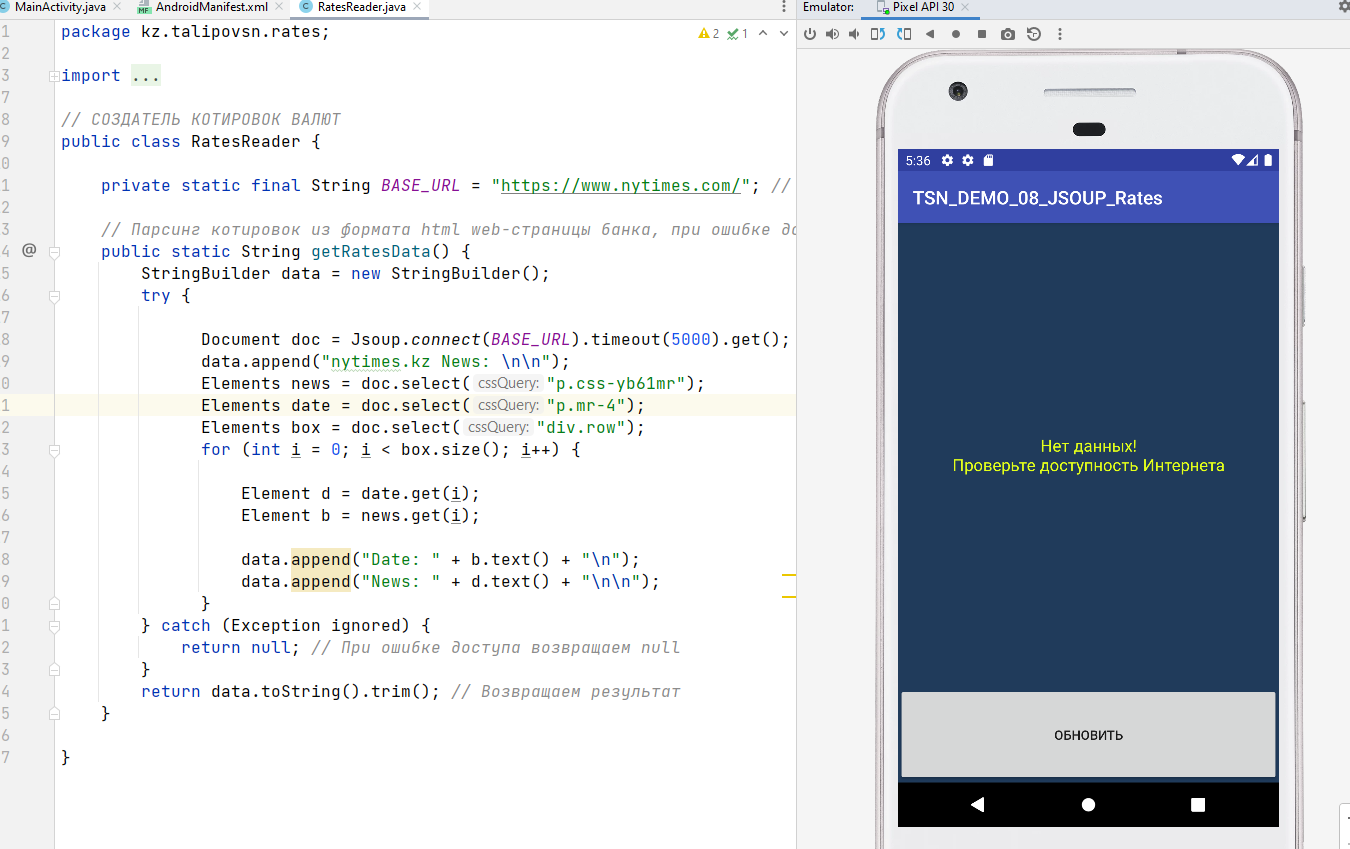 MainActivity.java
AndroidManifest.xml
RatesReader.java
Emulator:
Pixel API 30
2
1
1 package kz.talipovsn.rates;
2
3 import ...
7
8 // СОЗДАТЕЛЬ КОТИРОВОК ВАЛЮТ
9 public class RatesReader {
0
1 private static final String BASE_URL = "https://www.nytimes.com/"; //
2
3 // Парсинг котировок из формата html web-страницы банка, при ошибке до
4 @ public static String getRatesData() {
5 StringBuilder data = new StringBuilder();
6 try {
7
8 Document doc = Jsoup.connect(BASE_URL).timeout(5000).get();
9 data.append("nytimes.kz News: \n\n");
0 Elements news = doc.select( cssQuery: "p.css-yb61mr");
1 Elements date = doc.select( cssQuery: "p.mr-4");
2 Elements box = doc.select( cssQuery: "div.row");
3 for (int i = 0; i < box.size(); i++) {
4
5 Element d = date.get(i);
6 Element b = news.get(i);
7
8 data.append("Date: " + b.text() + "\n");
9 data.append("News: " + d.text() + "\n\n");
0 }
1 } catch (Exception ignored) {
2 return null; // При ошибке доступа возвращаем null
3 }
4 return data.toString().trim(); // Возвращаем результат
5 }
6
7 }
5:36
TSN_DEMO_08_JSOUP_Rates
Нет данных!
Проверьте доступность Интернета
ОБНОВИТЬ